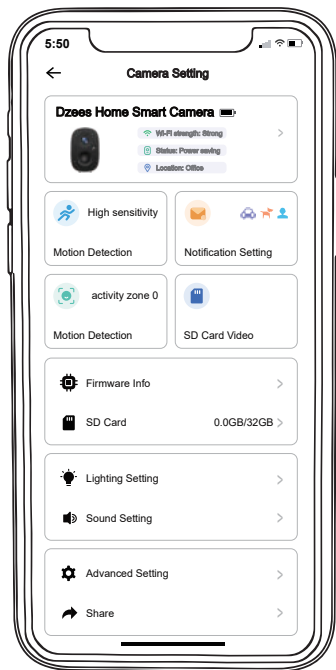 5:50
Camera Setting
Dzees Home Smart Camera
Wi-Fi strength: Strong
Status: Power saving
Location: Office
High sensitivity
Motion Detection
Notification Setting
activity zone 0
Motion Detection
SD Card Video
Firmware Info
SD Card 0.0GB/32GB
Lighting Setting
Sound Setting
Advanced Setting
Share